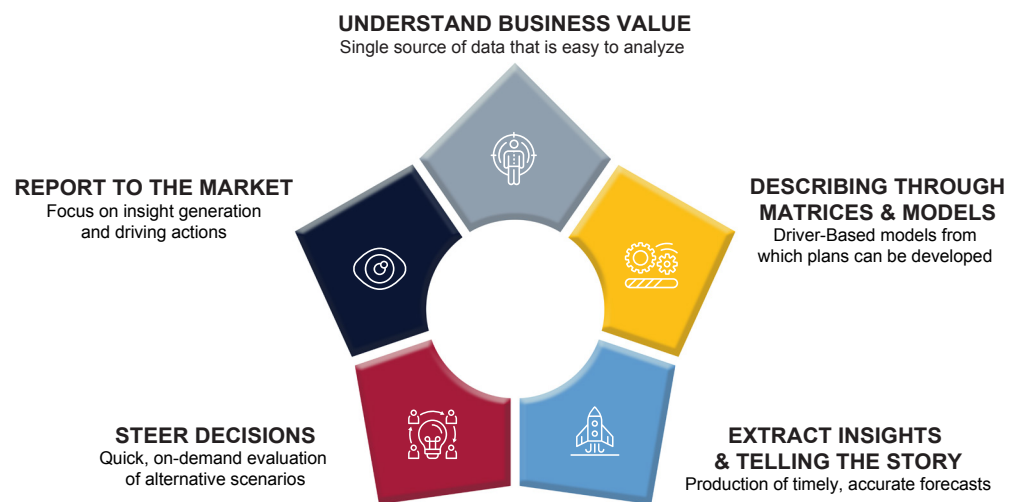 UNDERSTAND BUSINESS VALUE
Single source of data that is easy to analyze
REPORT TO THE MARKET
Focus on insight generation
and driving actions
DESCRIBING THROUGH
MATRICES & MODELS
Driver-Based models from
which plans can be developed
STEER DECISIONS
Quick, on-demand evaluation
of alternative scenarios
EXTRACT INSIGHTS
& TELLING THE STORY
Production of timely, accurate forecasts